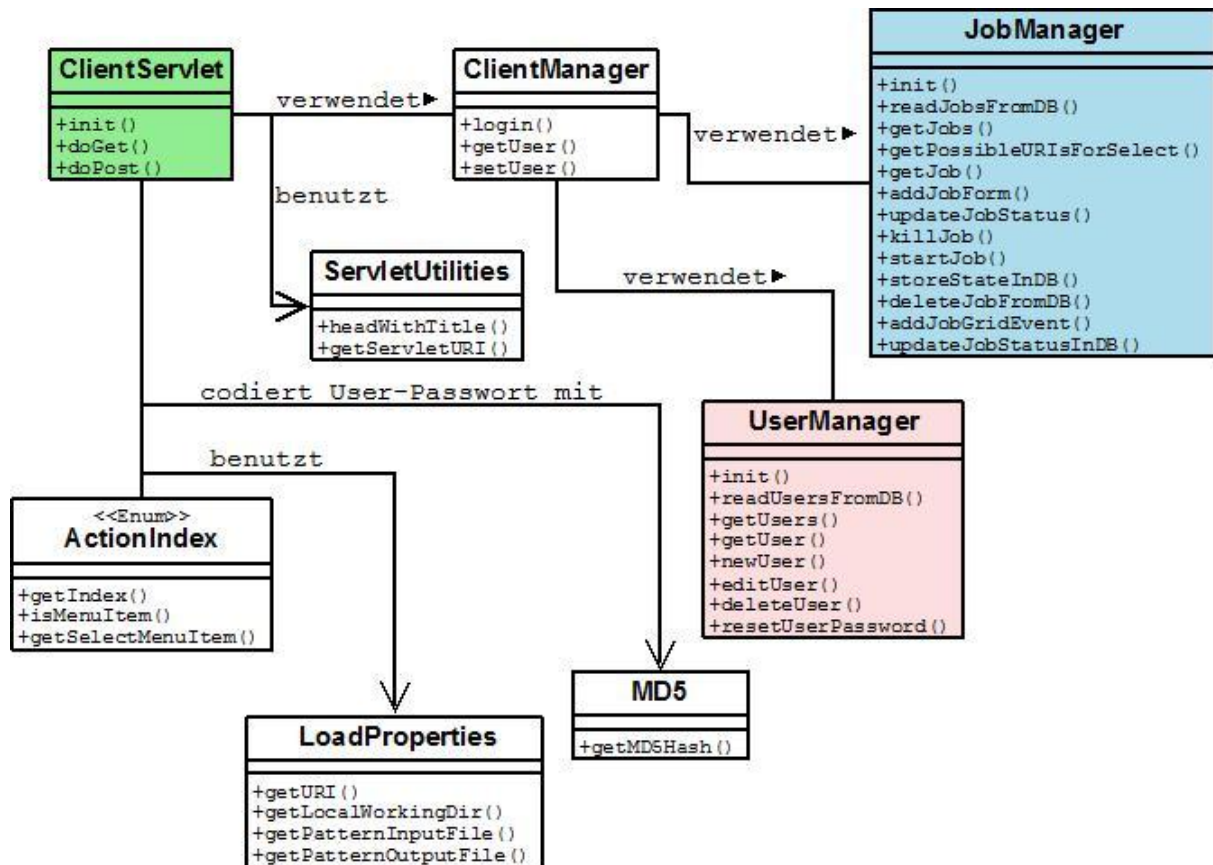 ClientServlet
+init()
+doGet()
+doPost()
verwendet►
benutzt
ClientManager
+login()
+getUser()
+setUser()
verwendet►
JobManager
+init()
+readJobsFromDB()
+getJobs()
+getPossibleURIsForSelect()
+getJob()
+addJobForm()
+updateJobStatus()
+killJob()
+startJob()
+storeStateInDB()
+deleteJobFromDB()
+addJobGridEvent()
+updateJobStatusInDB()
ServletUtilities
+headWithTitle()
+getServletURI()
verwendet►
codiert User-Passwort mit
benutzt
UserManager
+init()
+readUsersFromDB()
+getUsers()
+getUser()
+newUser()
+editUser()
+deleteUser()
+resetUserPassword()
<<Enum>>
ActionIndex
+getIndex()
+isMenuItem()
+getSelectMenuItem()
MD5
+getMD5Hash()
LoadProperties
+getURI()
+getLocalWorkingDir()
+getPatternInputFile()
+getPatternOutputFile()